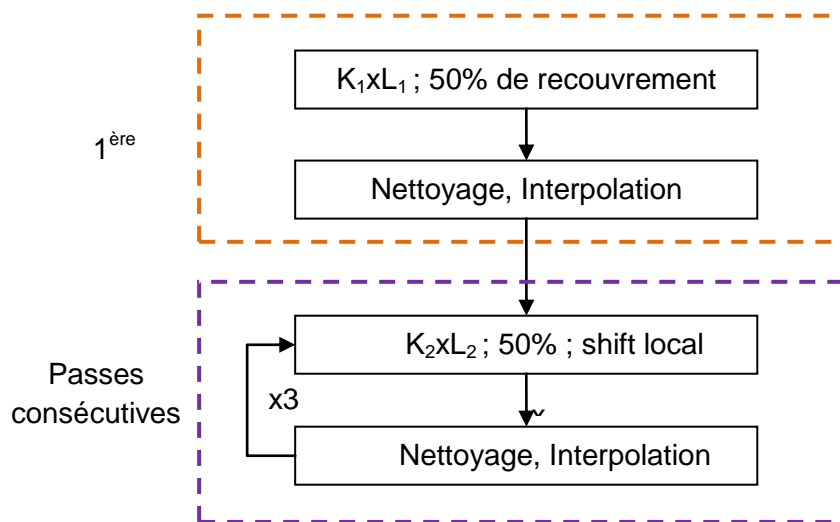 K₁xL₁ ; 50% de recouvrement
1ère
Nettoyage, Interpolation
K₂xL₂ ; 50% ; shift local
Passes
consécutives
x3
Nettoyage, Interpolation